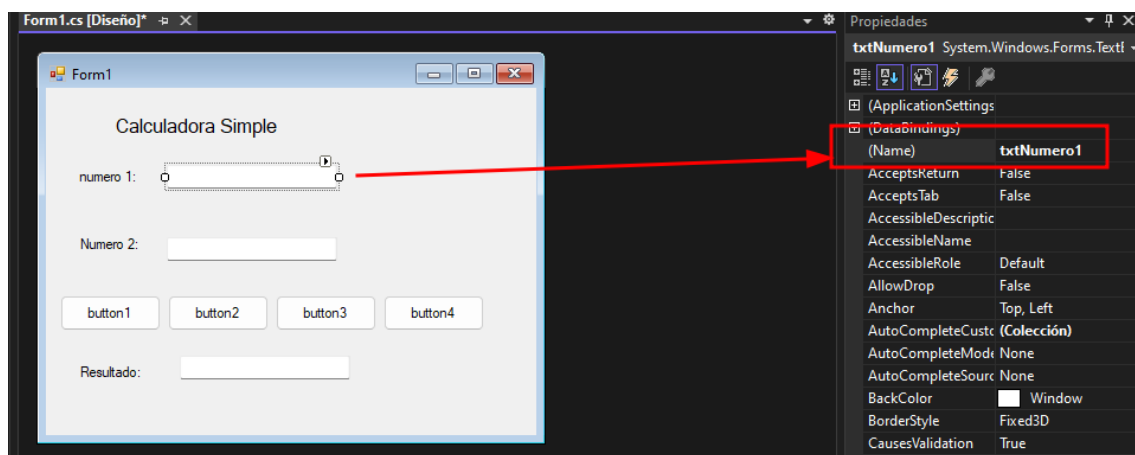 Form1.cs [Diseño]*
Propiedades
txtNumero1 System.Windows.Forms.TextE
Form1
Calculadora Simple
numero 1:
Numero 2:
button1 button2 button3 button4
Resultado:
(ApplicationSettings
(DataBindings)
(Name) txtNumero1
AcceptsReturn False
AcceptsTab False
AccessibleDescriptic
AccessibleName
AccessibleRole Default
AllowDrop False
Anchor Top, Left
AutoCompleteCustc (Colección)
AutoCompleteMode None
AutoCompleteSourc None
BackColor Window
BorderStyle Fixed3D
CausesValidation True